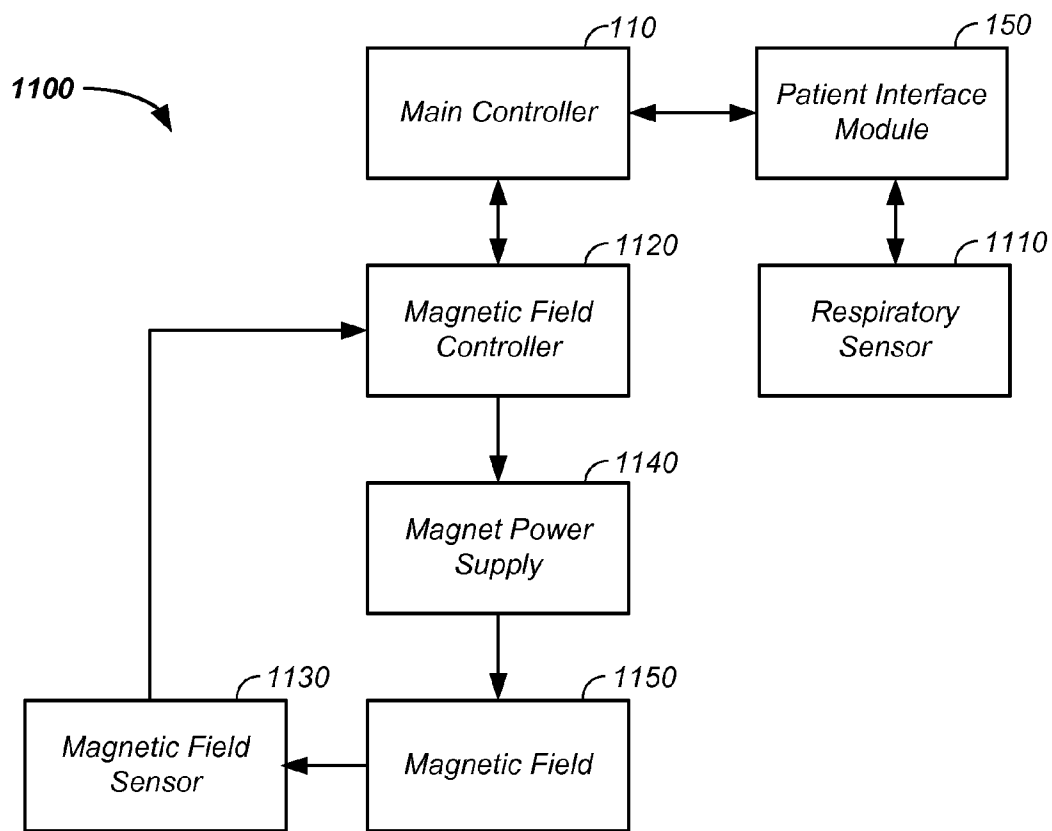 110
150
1100
Main Controller
Patient Interface
Module
1120
1110
Magnetic Field
Controller
Respiratory
Sensor
1140
Magnet Power
Supply
1130
1150
Magnetic Field
Sensor
Magnetic Field